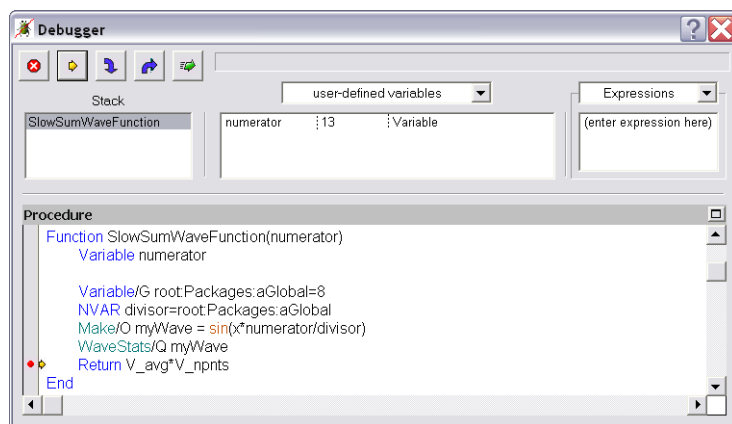 Debugger
user-defined variables
Expressions
Stack
SlowSumWaveFunction
numerator 13 Variable
(enter expression here)
Procedure
Function SlowSumWaveFunction(numerator)
Variable numerator
Variable/G root:Packages:aGlobal=8
NVAR divisor=root:Packages:aGlobal
Make/O myWave = sin(x*numerator/divisor)
WaveStats/Q myWave
Return V_avg*V_npnts
End